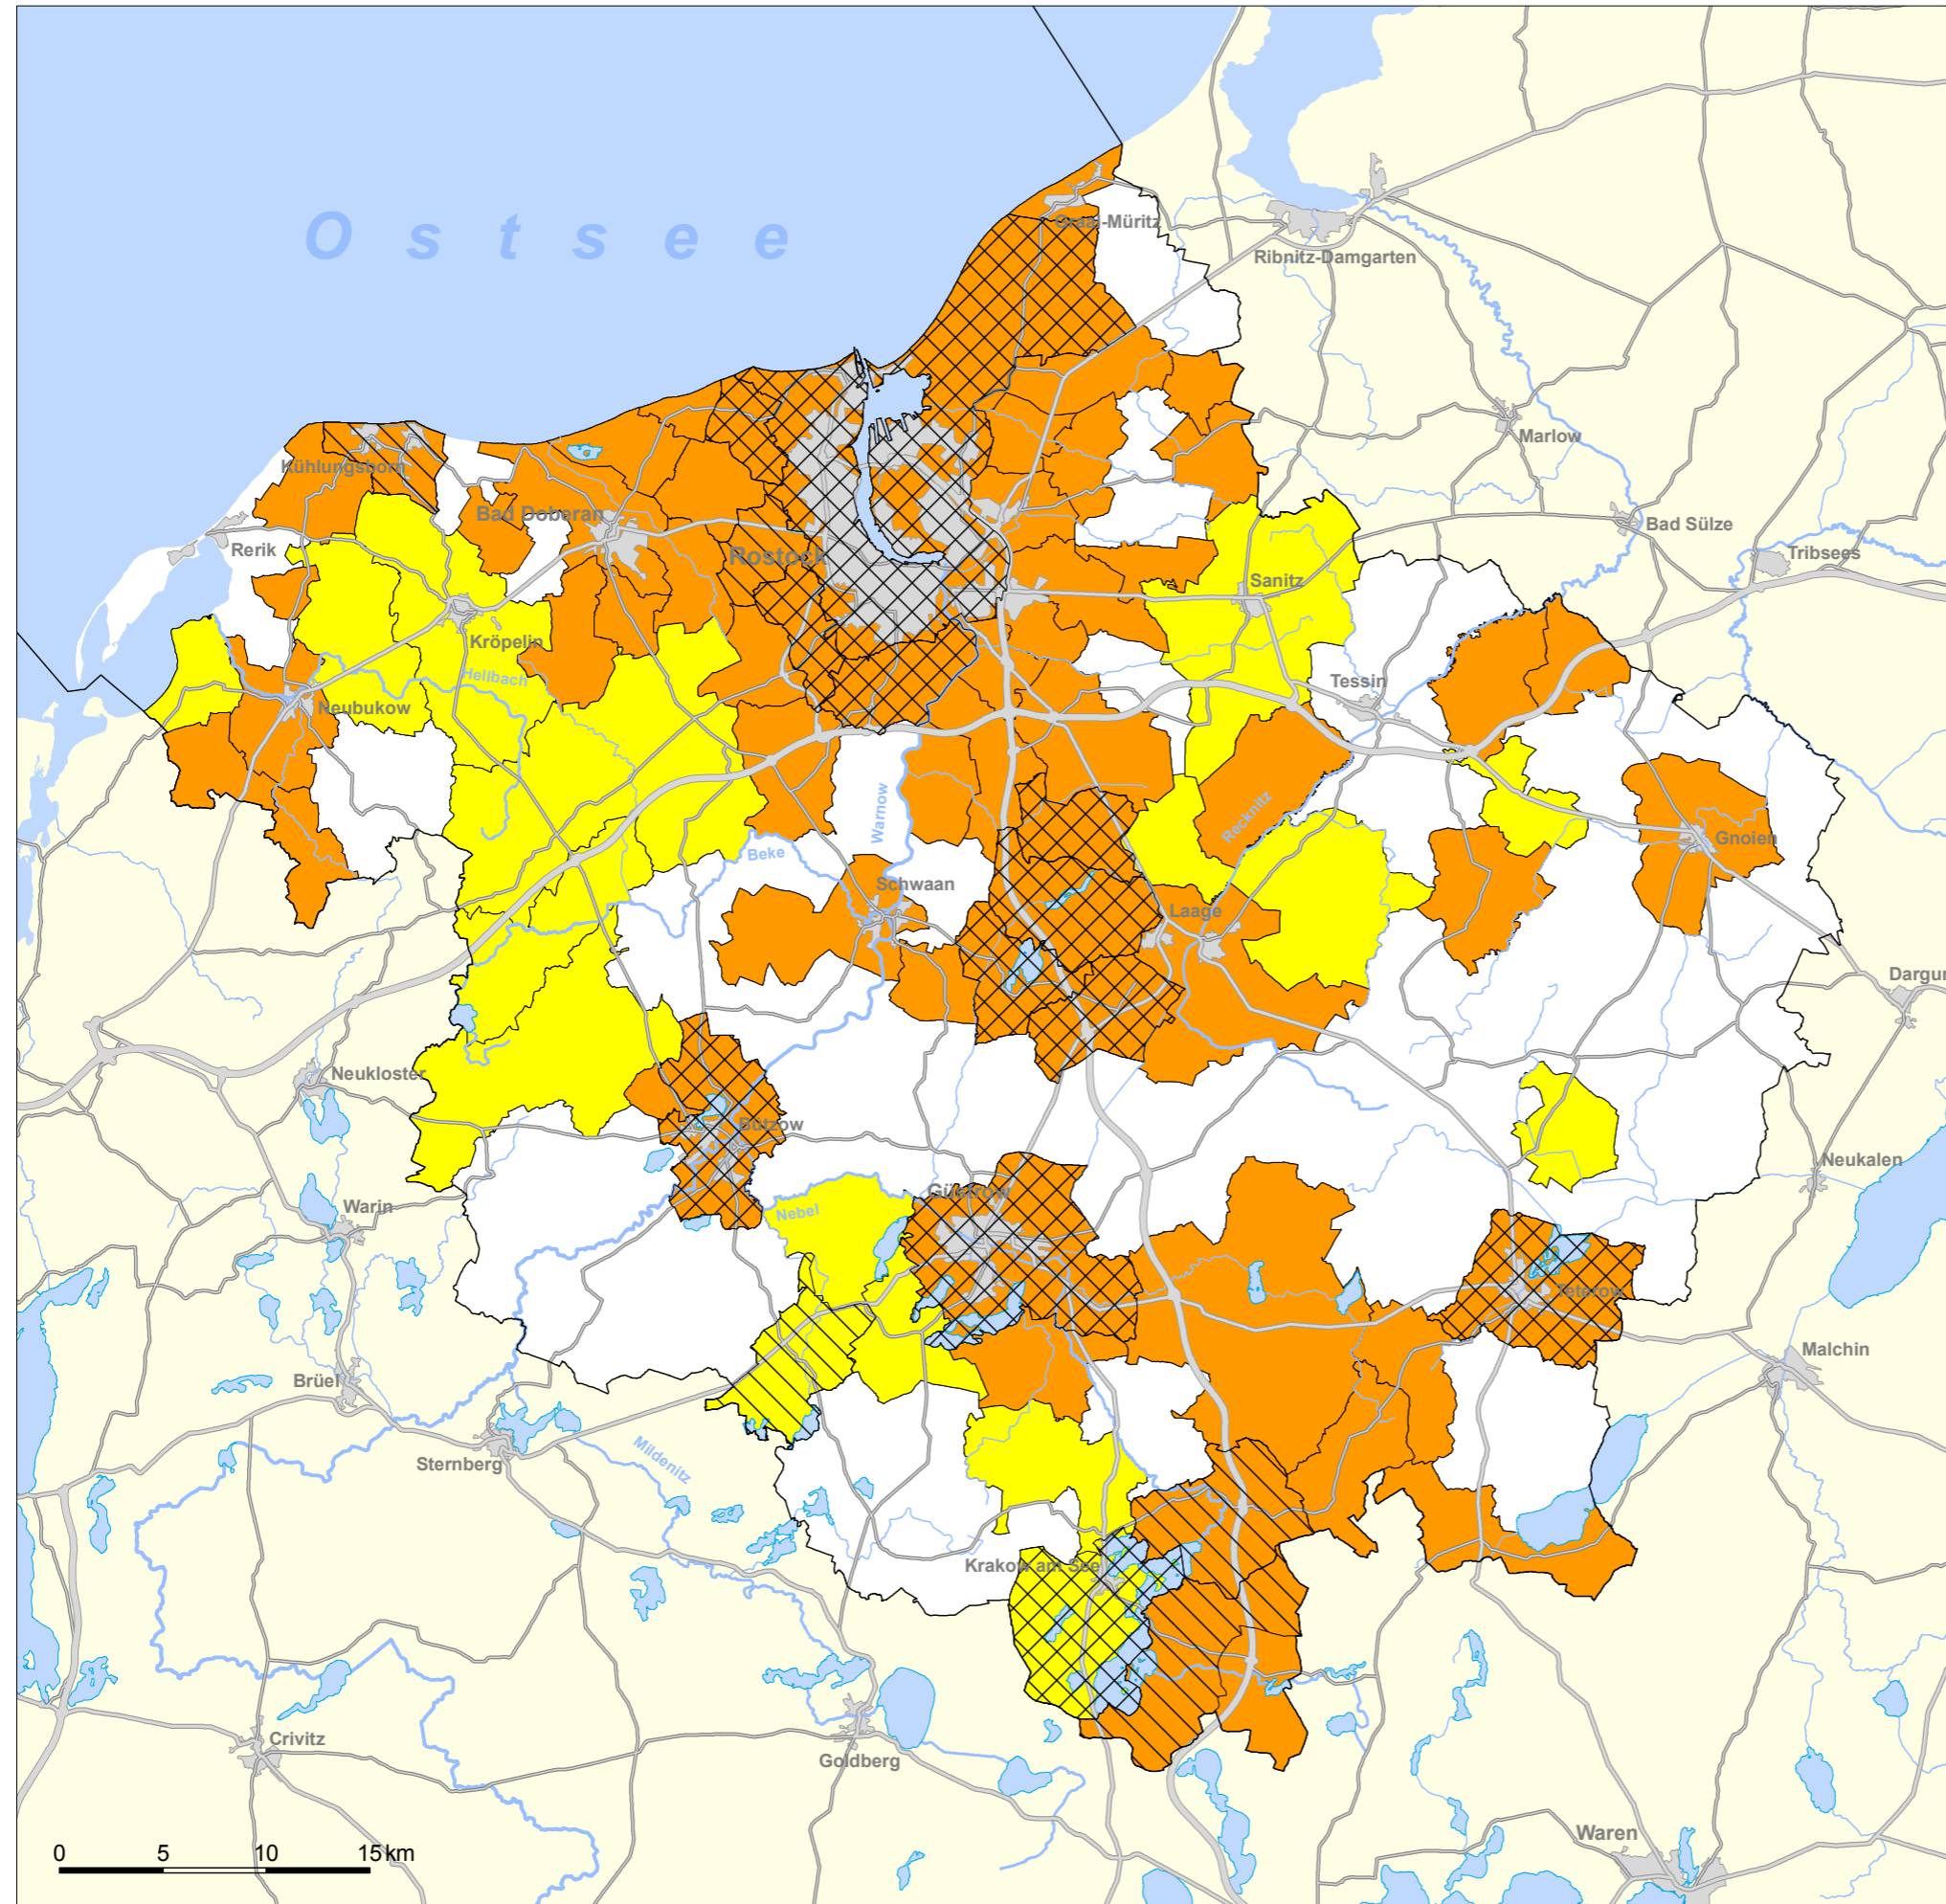 Ostsee
Graal-Müritz
Ribnitz-Damgarten
Marlow
Kühlungsborn
Bad Doberan
Bad Sülze
Rerik
Rostock
Tribsees
Sanitz
Kröpelin
Hellbach
Tessin
Neubukow
Recknitz
Warnow
Gnoien
Beke
Schwaan
Laage
Dargun
Neukloster
Bützow
Neukalen
Güstrow
Warin
Nebel
Teterow
Malchin
Brüel
Sternberg
Mildenitz
Krakow am See
Crivitz
Goldberg
Waren
0 5 10 15 km